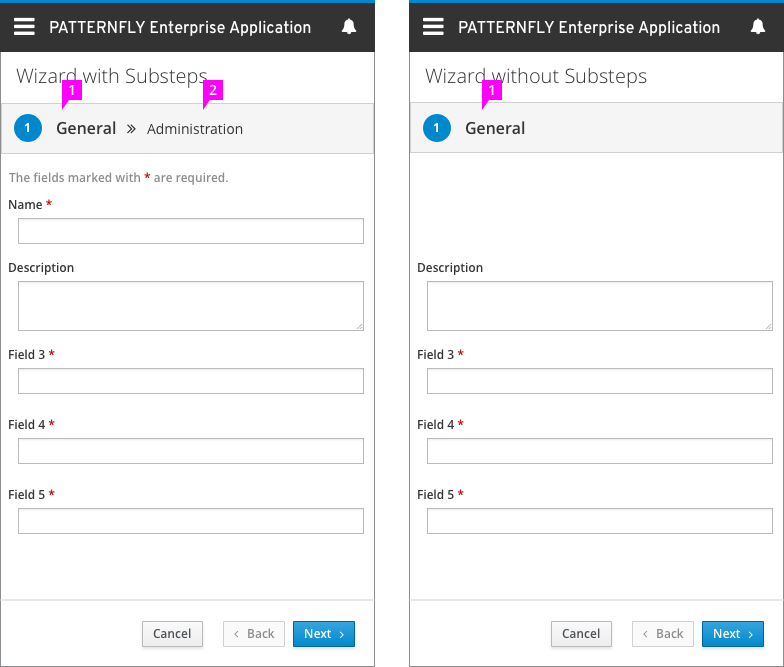 PATTERNFLY Enterprise Application
Wizard with Substeps
1
2
1 General » Administration
The fields marked with * are required.
Name *
Description
Field 3 *
Field 4 *
Field 5 *
Cancel
‹ Back
Next ›
PATTERNFLY Enterprise Application
Wizard without Substeps
1
1 General
Description
Field 3 *
Field 4 *
Field 5 *
Cancel
‹ Back
Next ›